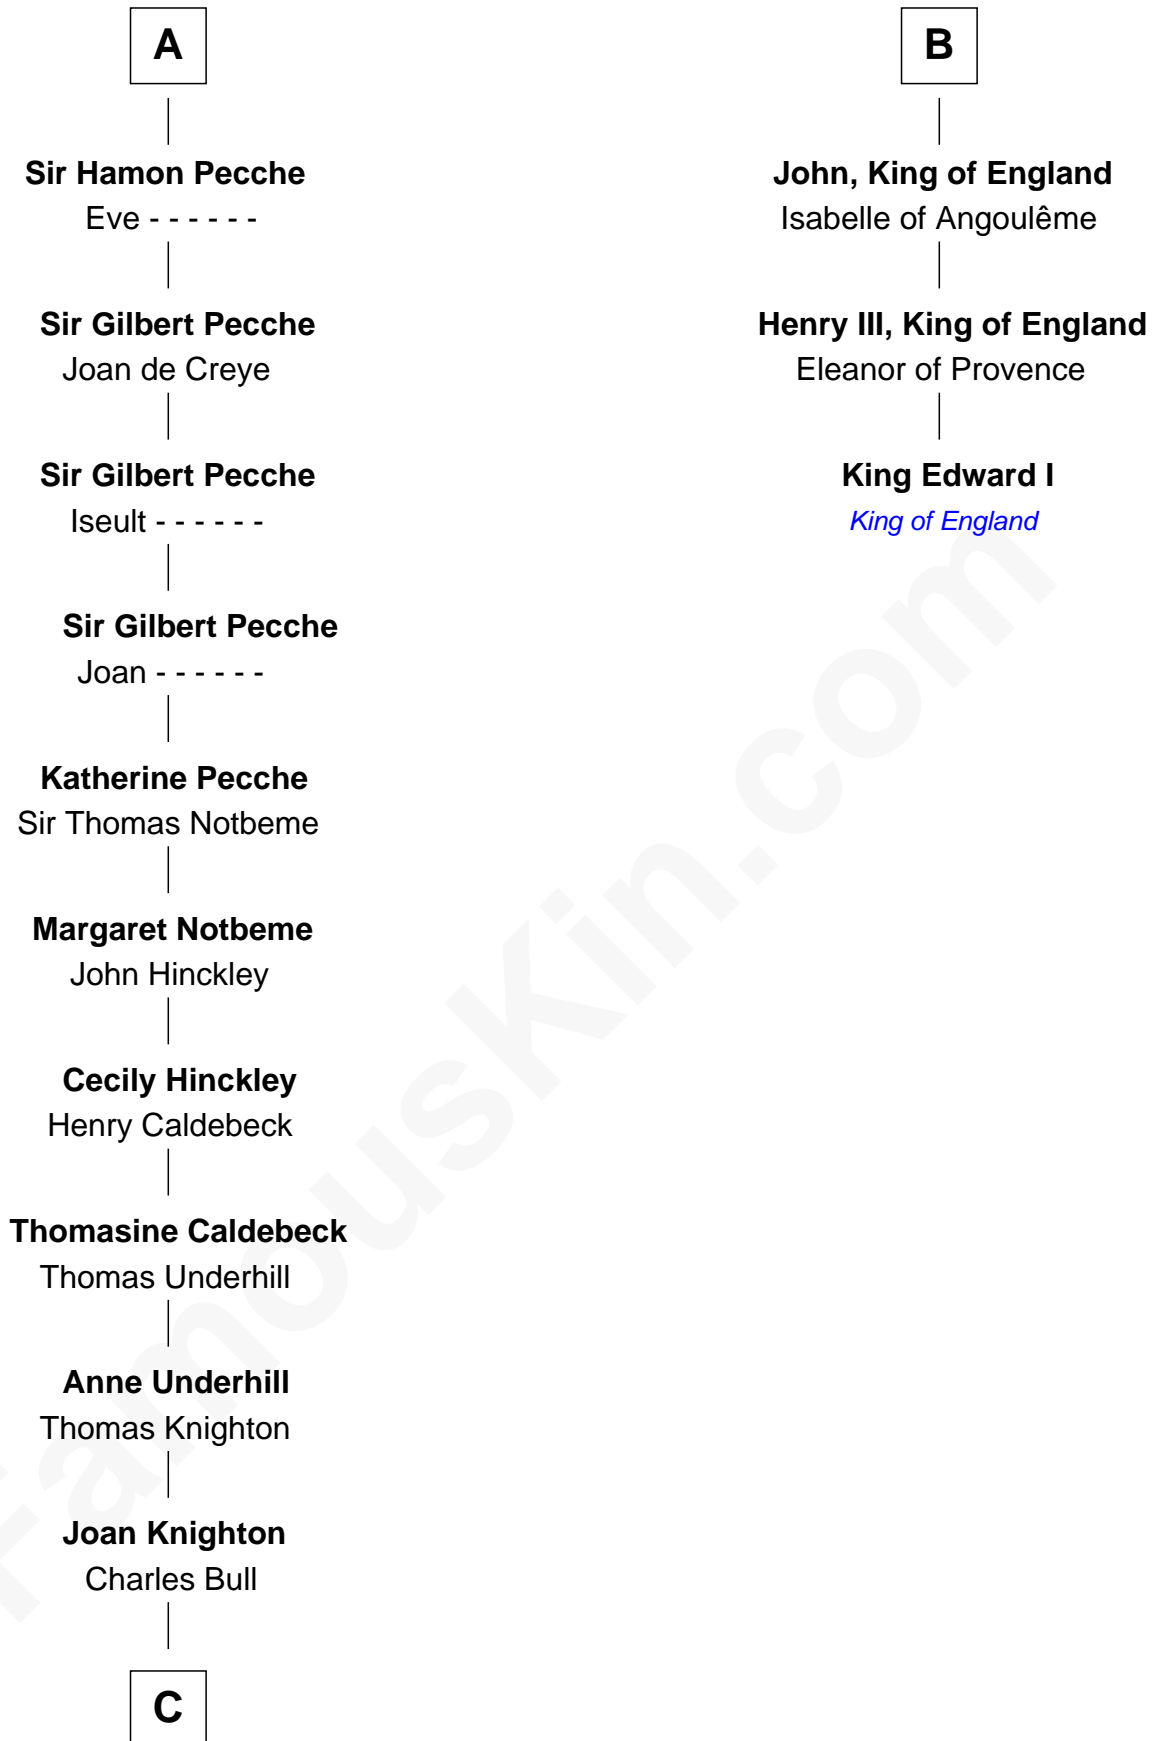 A
Sir Hamon Pecche
Eve - - - - - -
Sir Gilbert Pecche
Joan de Creye
Sir Gilbert Pecche
Iseult - - - - - -
Sir Gilbert Pecche
Joan - - - - - -
Katherine Pecche
Sir Thomas Notbeme
Margaret Notbeme
John Hinckley
Cecily Hinckley
Henry Caldebeck
Thomasine Caldebeck
Thomas Underhill
Anne Underhill
Thomas Knighton
Joan Knighton
Charles Bull
C
B
John, King of England
Isabelle of Angoulême
Henry III, King of England
Eleanor of Provence
King Edward I
King of England
FamousKin.com